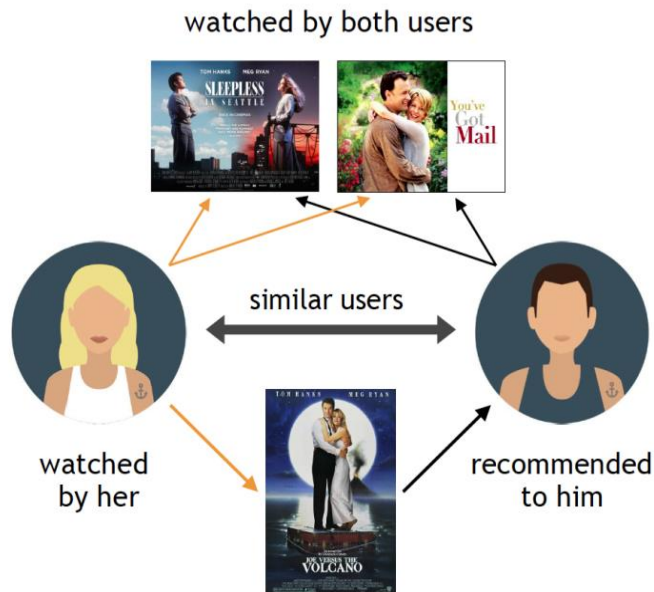 watched by both users
TOM HANKS MEG RYAN
SLEEPLESS
IN SEATTLE
You've
Got
Mail
similar users
watched
by her
TOM HANKS MEG RYAN
JOE VERSUS THE
VOLCANO
recommended
to him